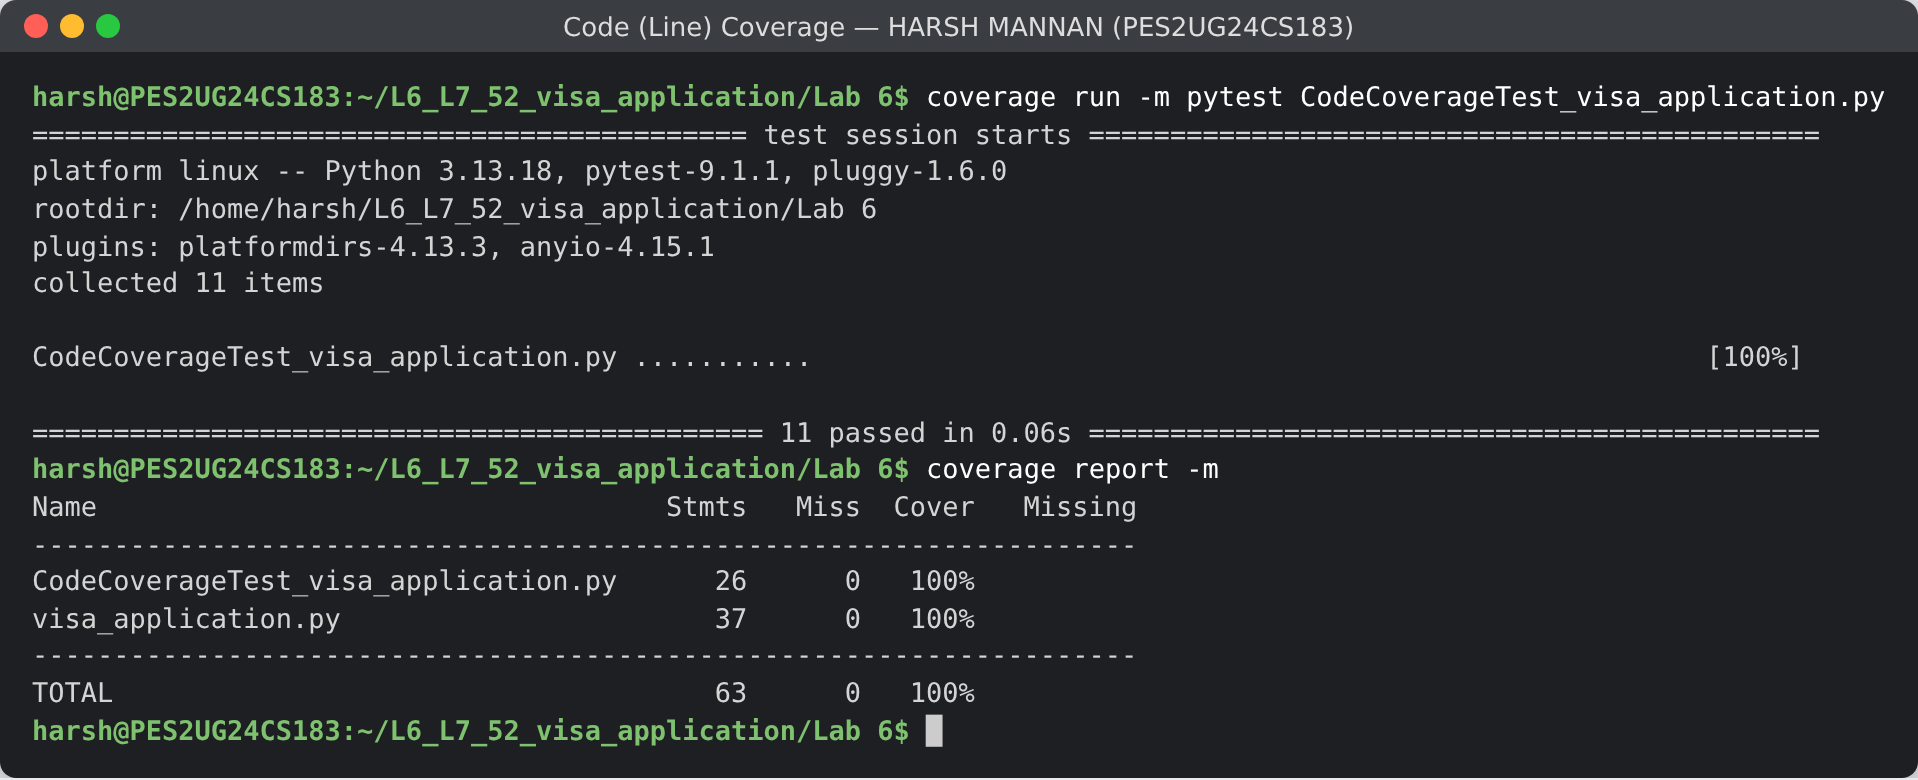 Code (Line) Coverage — HARSH MANNAN (PES2UG24CS183)
harsh@PES2UG24CS183:~/L6_L7_52_visa_application/Lab 6$ coverage run -m pytest CodeCoverageTest_visa_application.py
============================================ test session starts =============================================
platform linux -- Python 3.13.18, pytest-9.1.1, pluggy-1.6.0
rootdir: /home/harsh/L6_L7_52_visa_application/Lab 6
plugins: platformdirs-4.13.3, anyio-4.15.1
collected 11 items
CodeCoverageTest_visa_application.py ........... [100%]
============================================= 11 passed in 0.06s =============================================
harsh@PES2UG24CS183:~/L6_L7_52_visa_application/Lab 6$ coverage report -m
Name Stmts Miss Cover Missing
--------------------------------------------------------------------
CodeCoverageTest_visa_application.py 26 0 100%
visa_application.py 37 0 100%
--------------------------------------------------------------------
TOTAL 63 0 100%
harsh@PES2UG24CS183:~/L6_L7_52_visa_application/Lab 6$